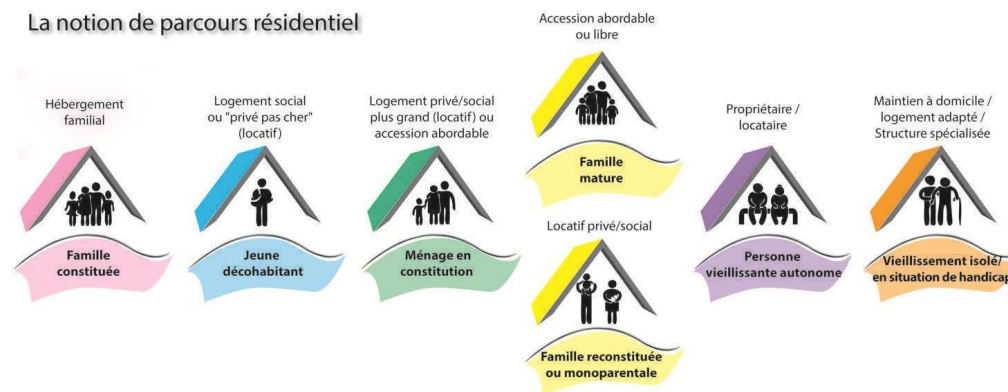 La notion de parcours résidentiel
Hébergement
familial
Famille
constituée
Logement social
ou "privé pas cher"
(locatif)
Jeune
décohabitant
Logement privé/social
plus grand (locatif) ou
accession abordable
Ménage en
constitution
Accession abordable
ou libre
Famille
mature
Locatif privé/social
Famille reconstituée
ou monoparentale
Propriétaire /
locataire
Personne
vieillissante autonome
Maintien à domicile /
logement adapté /
Structure spécialisée
Vieillissement isolé/
en situation de handicap